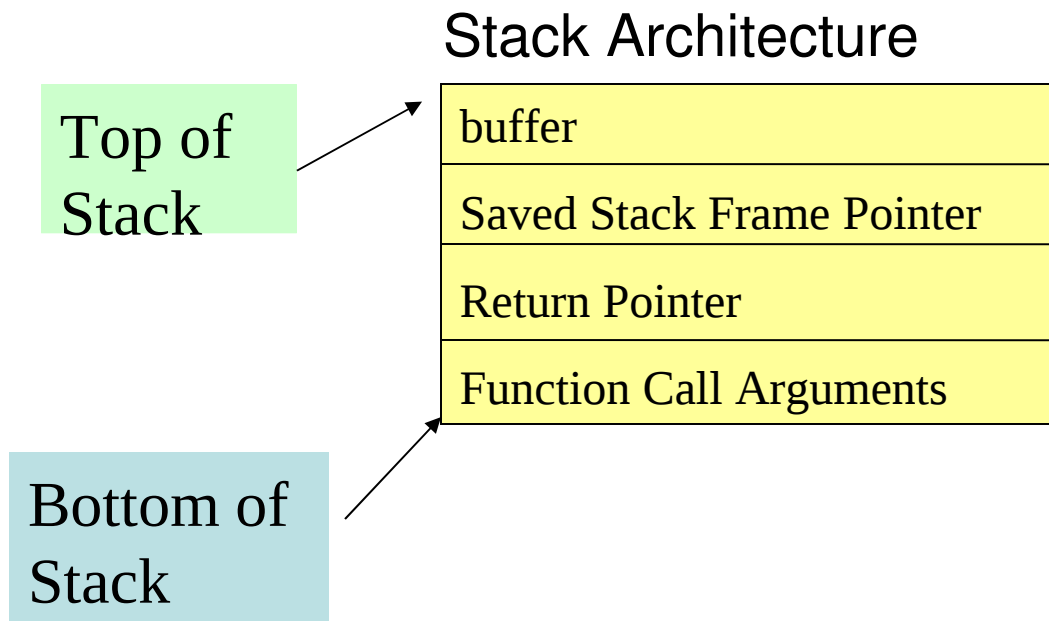 Stack Architecture
Top of
Stack
buffer
Saved Stack Frame Pointer
Return Pointer
Function Call Arguments
Bottom of
Stack